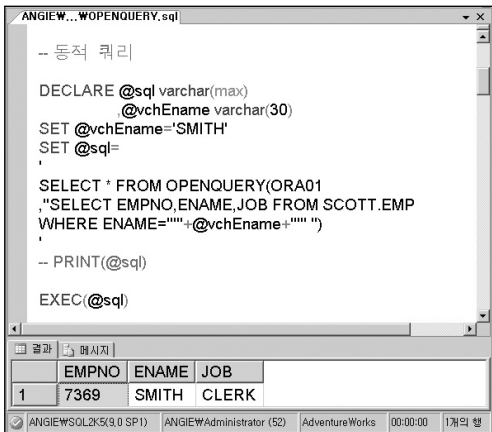 ANGIE₩...₩OPENQUERY.sql
-- 동적 쿼리
DECLARE @sql varchar(max)
,@vchEname varchar(30)
SET @vchEname='SMITH'
SET @sql=
'
SELECT * FROM OPENQUERY(ORA01
,''SELECT EMPNO,ENAME,JOB FROM SCOTT.EMP
WHERE ENAME=''''''+@vchEname+'''''' '')
'
-- PRINT(@sql)
EXEC(@sql)
결과 메시지
EMPNO ENAME JOB
1 7369 SMITH CLERK
ANGIE₩SQL2K5(9,0 SP1) ANGIE₩Administrator (52) AdventureWorks 00:00:00 1개의 행